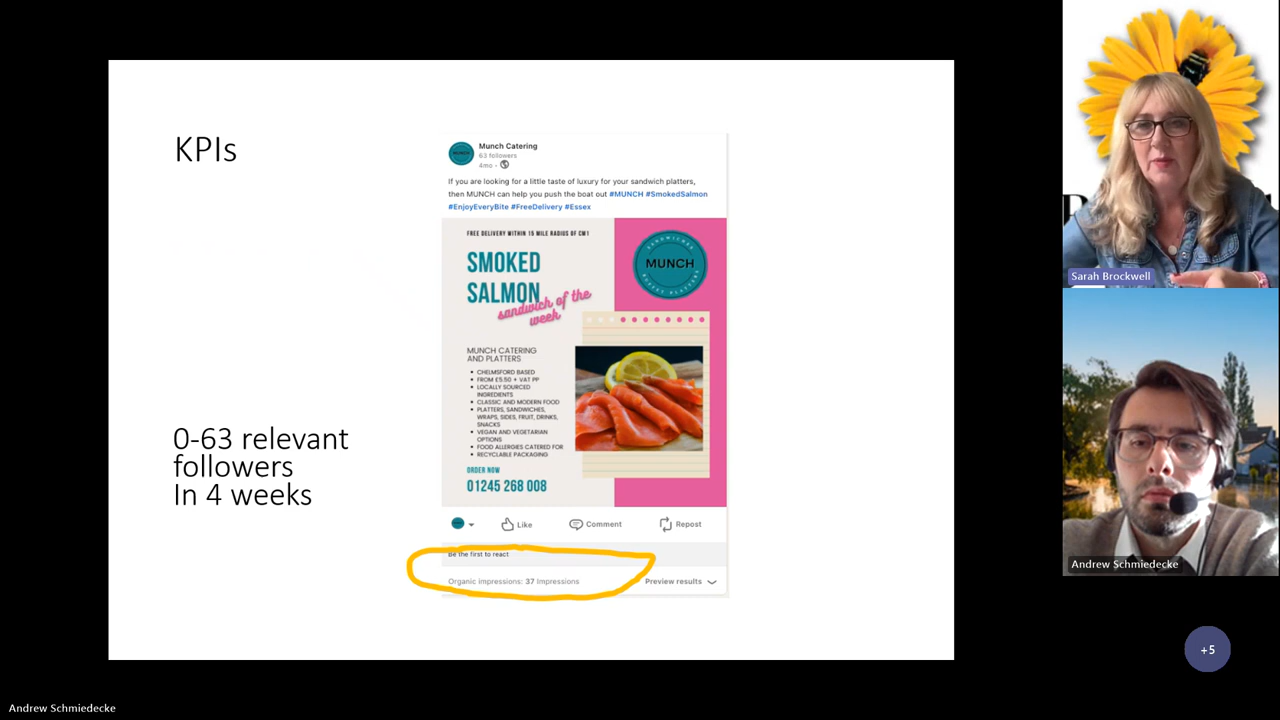 KPIs
0-63 relevant
followers
In 4 weeks
Munch Catering
63 followers
4mo •
If you are looking for a little taste of luxury for your sandwich platters,
then MUNCH can help you push the boat out #MUNCH #SmokedSalmon
#EnjoyEveryBite #FreeDelivery #Essex
FREE DELIVERY WITHIN 15 MILE RADIUS OF CM1
SMOKED
SALMON
sandwich of the
week
MUNCH
MUNCH CATERING
AND PLATTERS
• CHELMSFORD BASED
• FROM £5.50 + VAT PP
• LOCALLY SOURCED
INGREDIENTS
• CLASSIC AND MODERN FOOD
• PLATTERS, SANDWICHES,
WRAPS, SIDES, FRUIT, DRINKS,
SNACKS
• VEGAN AND VEGETARIAN
OPTIONS
• FOOD ALLERGIES CATERED FOR
• RECYCLABLE PACKAGING
ORDER NOW
01245 268 008
Like
Comment
Repost
Be the first to react
Organic impressions: 37 Impressions
Preview results
Sarah Brockwell
Andrew Schmiedecke
+5
Andrew Schmiedecke